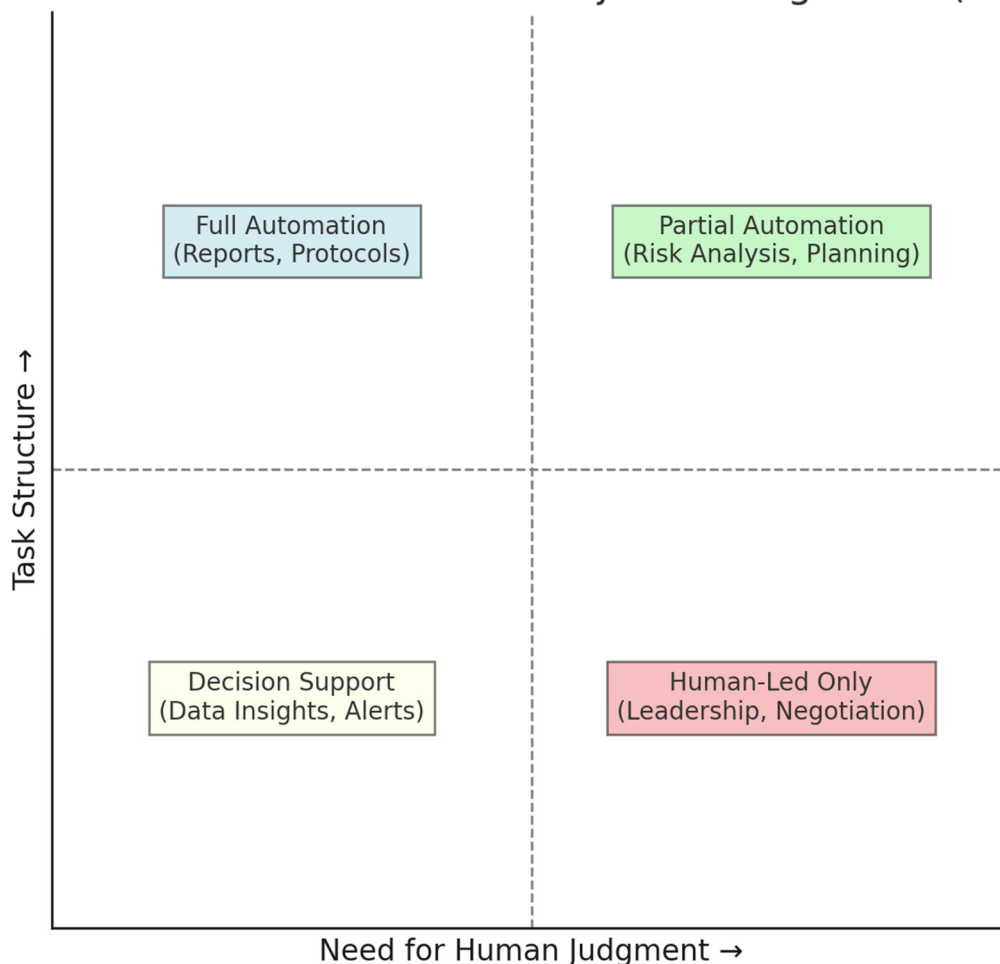 Full Automation
(Reports, Protocols)
Partial Automation
(Risk Analysis, Planning)
Task Structure →
Decision Support
(Data Insights, Alerts)
Human-Led Only
(Leadership, Negotiation)
Need for Human Judgment →